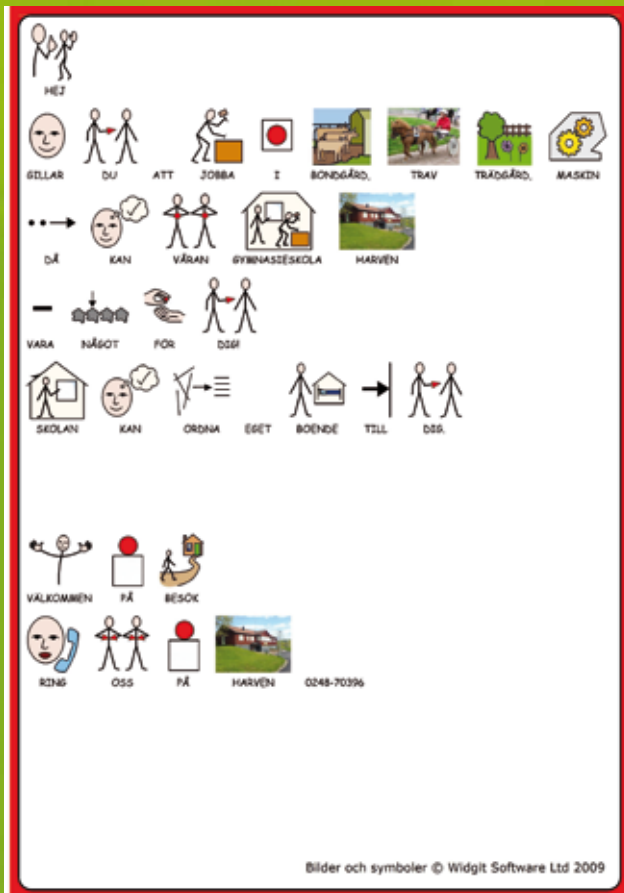 HEJ
GILLAR DU ATT JOBBA I BONDGÅRD, TRAV TRÄDGÅRD, MASKIN
DÅ KAN VÅRAN GYMNASIESKOLA HARVEN
VARA NÅGOT FÖR DIG!
SKOLAN KAN ORDNA EGET BOENDE TILL DIG.
VÄLKOMMEN PÅ BESÖK
RING OSS PÅ HARVEN 0248-70396
Bilder och symboler © Widgit Software Ltd 2009